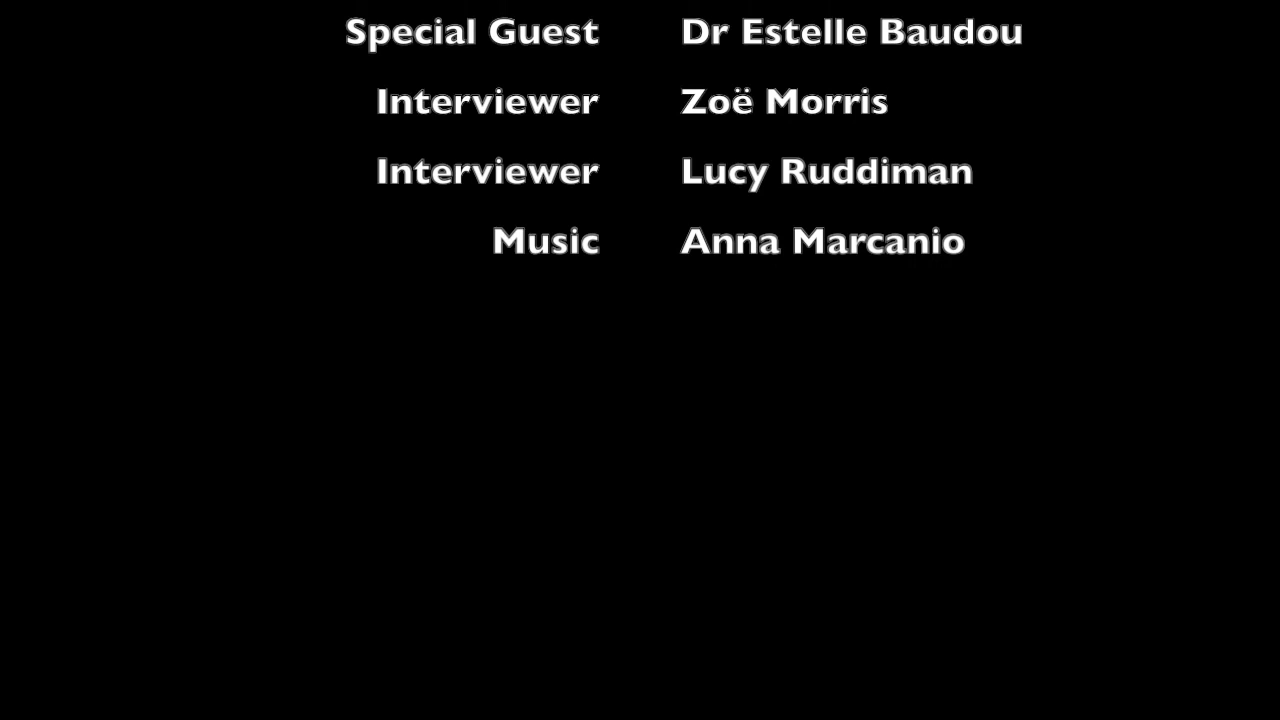 Special Guest Dr Estelle Baudou
Interviewer Zoë Morris
Interviewer Lucy Ruddiman
Music Anna Marcanio